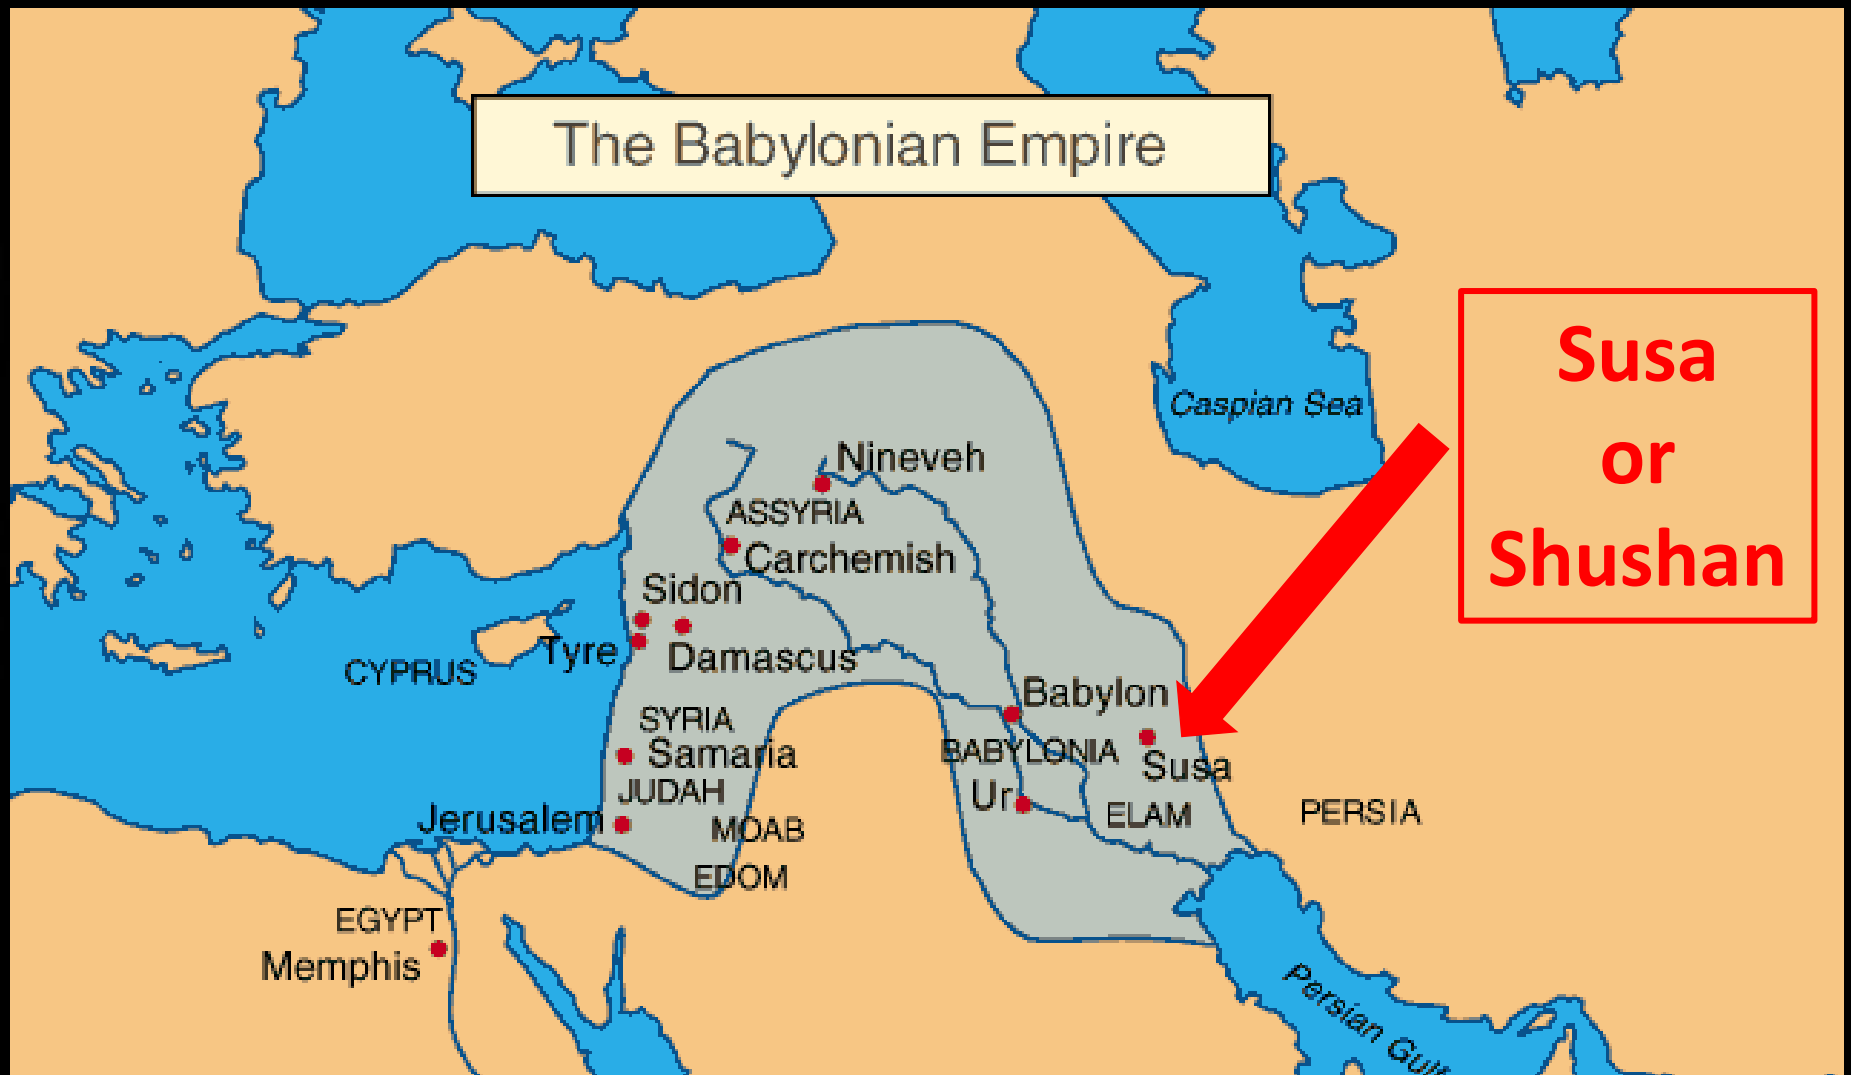 The Babylonian Empire
Susa
or
Shushan
Caspian Sea
Nineveh
ASSYRIA
Carchemish
Sidon
Tyre
Damascus
CYPRUS
Babylon
SYRIA
Samaria
BABYLONIA
Susa
JUDAH
Ur
ELAM
PERSIA
Jerusalem
MOAB
EDOM
EGYPT
Memphis
Persian Gulf